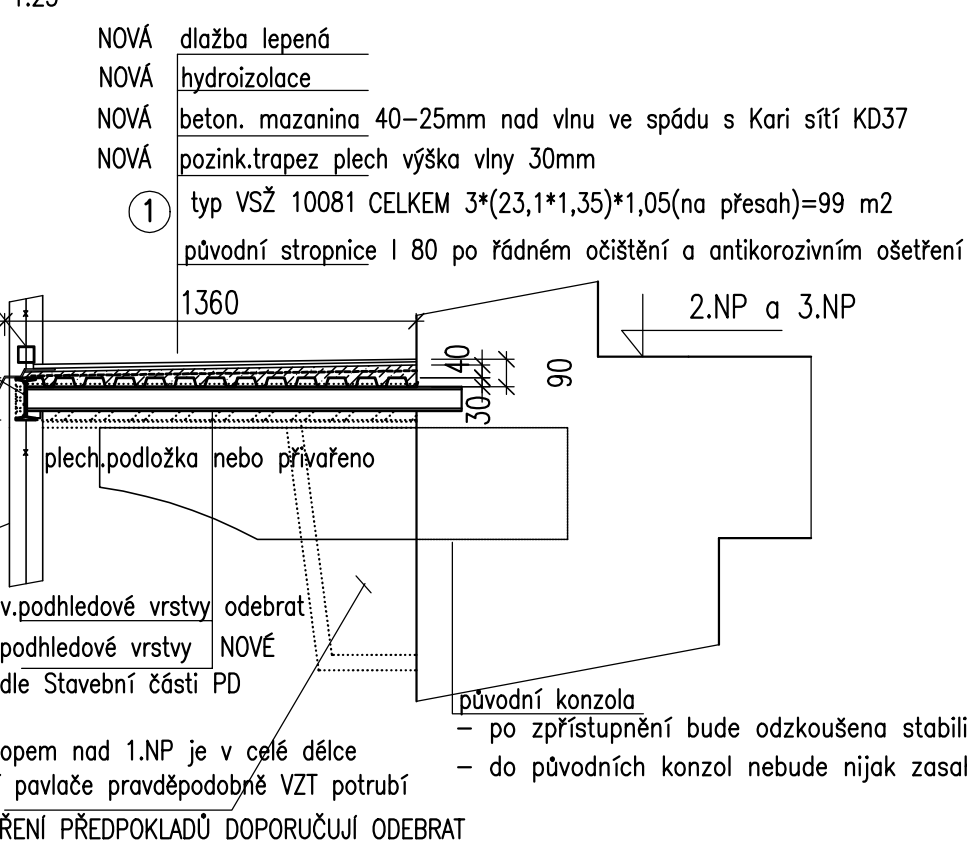 1:25
NOVÁ dlažba lepená
NOVÁ hydroizolace
NOVÁ beton. mazanina 40-25mm nad vlnu ve spádu s Kari sítí KD37
NOVÁ pozink.trapez plech výška vlny 30mm
1 typ VSŽ 10081 CELKEM 3*(23,1*1,35)*1,05(na přesah)=99 m2
původní stropnice I 80 po řádném očištění a antikorozivním ošetření
1360
2.NP a 3.NP
40
90
30
plech.podložka nebo přivařeno
v.podhledové vrstvy odebrat
podhledové vrstvy NOVÉ
dle Stavební části PD
původní konzola
- po zpřístupnění bude odzkoušena stabili
- do původních konzol nebude nijak zasah
opem nad 1.NP je v celé délce
pavlače pravděpodobně VZT potrubí
ŘENÍ PŘEDPOKLADŮ DOPORUČUJÍ ODEBRAT